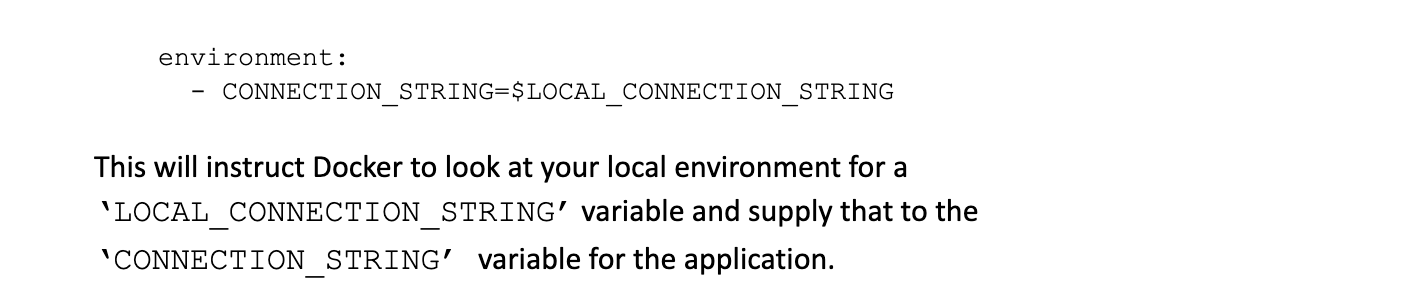 environment:
  - CONNECTION_STRING=$LOCAL_CONNECTION_STRING
This will instruct Docker to look at your local environment for a
‘LOCAL_CONNECTION_STRING’ variable and supply that to the
‘CONNECTION_STRING’ variable for the application.